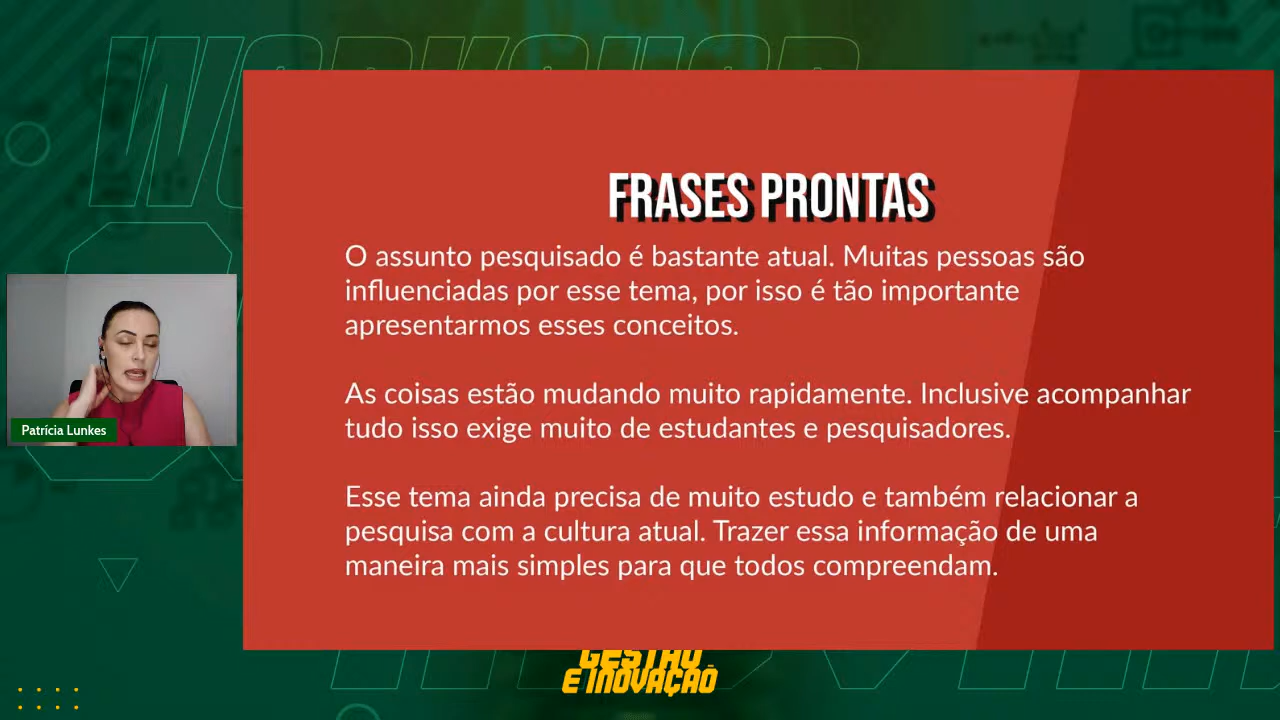 WORKSHOP
FRASES PRONTAS
O assunto pesquisado é bastante atual. Muitas pessoas são
influenciadas por esse tema, por isso é tão importante
apresentarmos esses conceitos.
As coisas estão mudando muito rapidamente. Inclusive acompanhar
tudo isso exige muito de estudantes e pesquisadores.
Esse tema ainda precisa de muito estudo e também relacionar a
pesquisa com a cultura atual. Trazer essa informação de uma
maneira mais simples para que todos compreendam.
Patrícia Lunkes
GESTÃO
E INOVAÇÃO